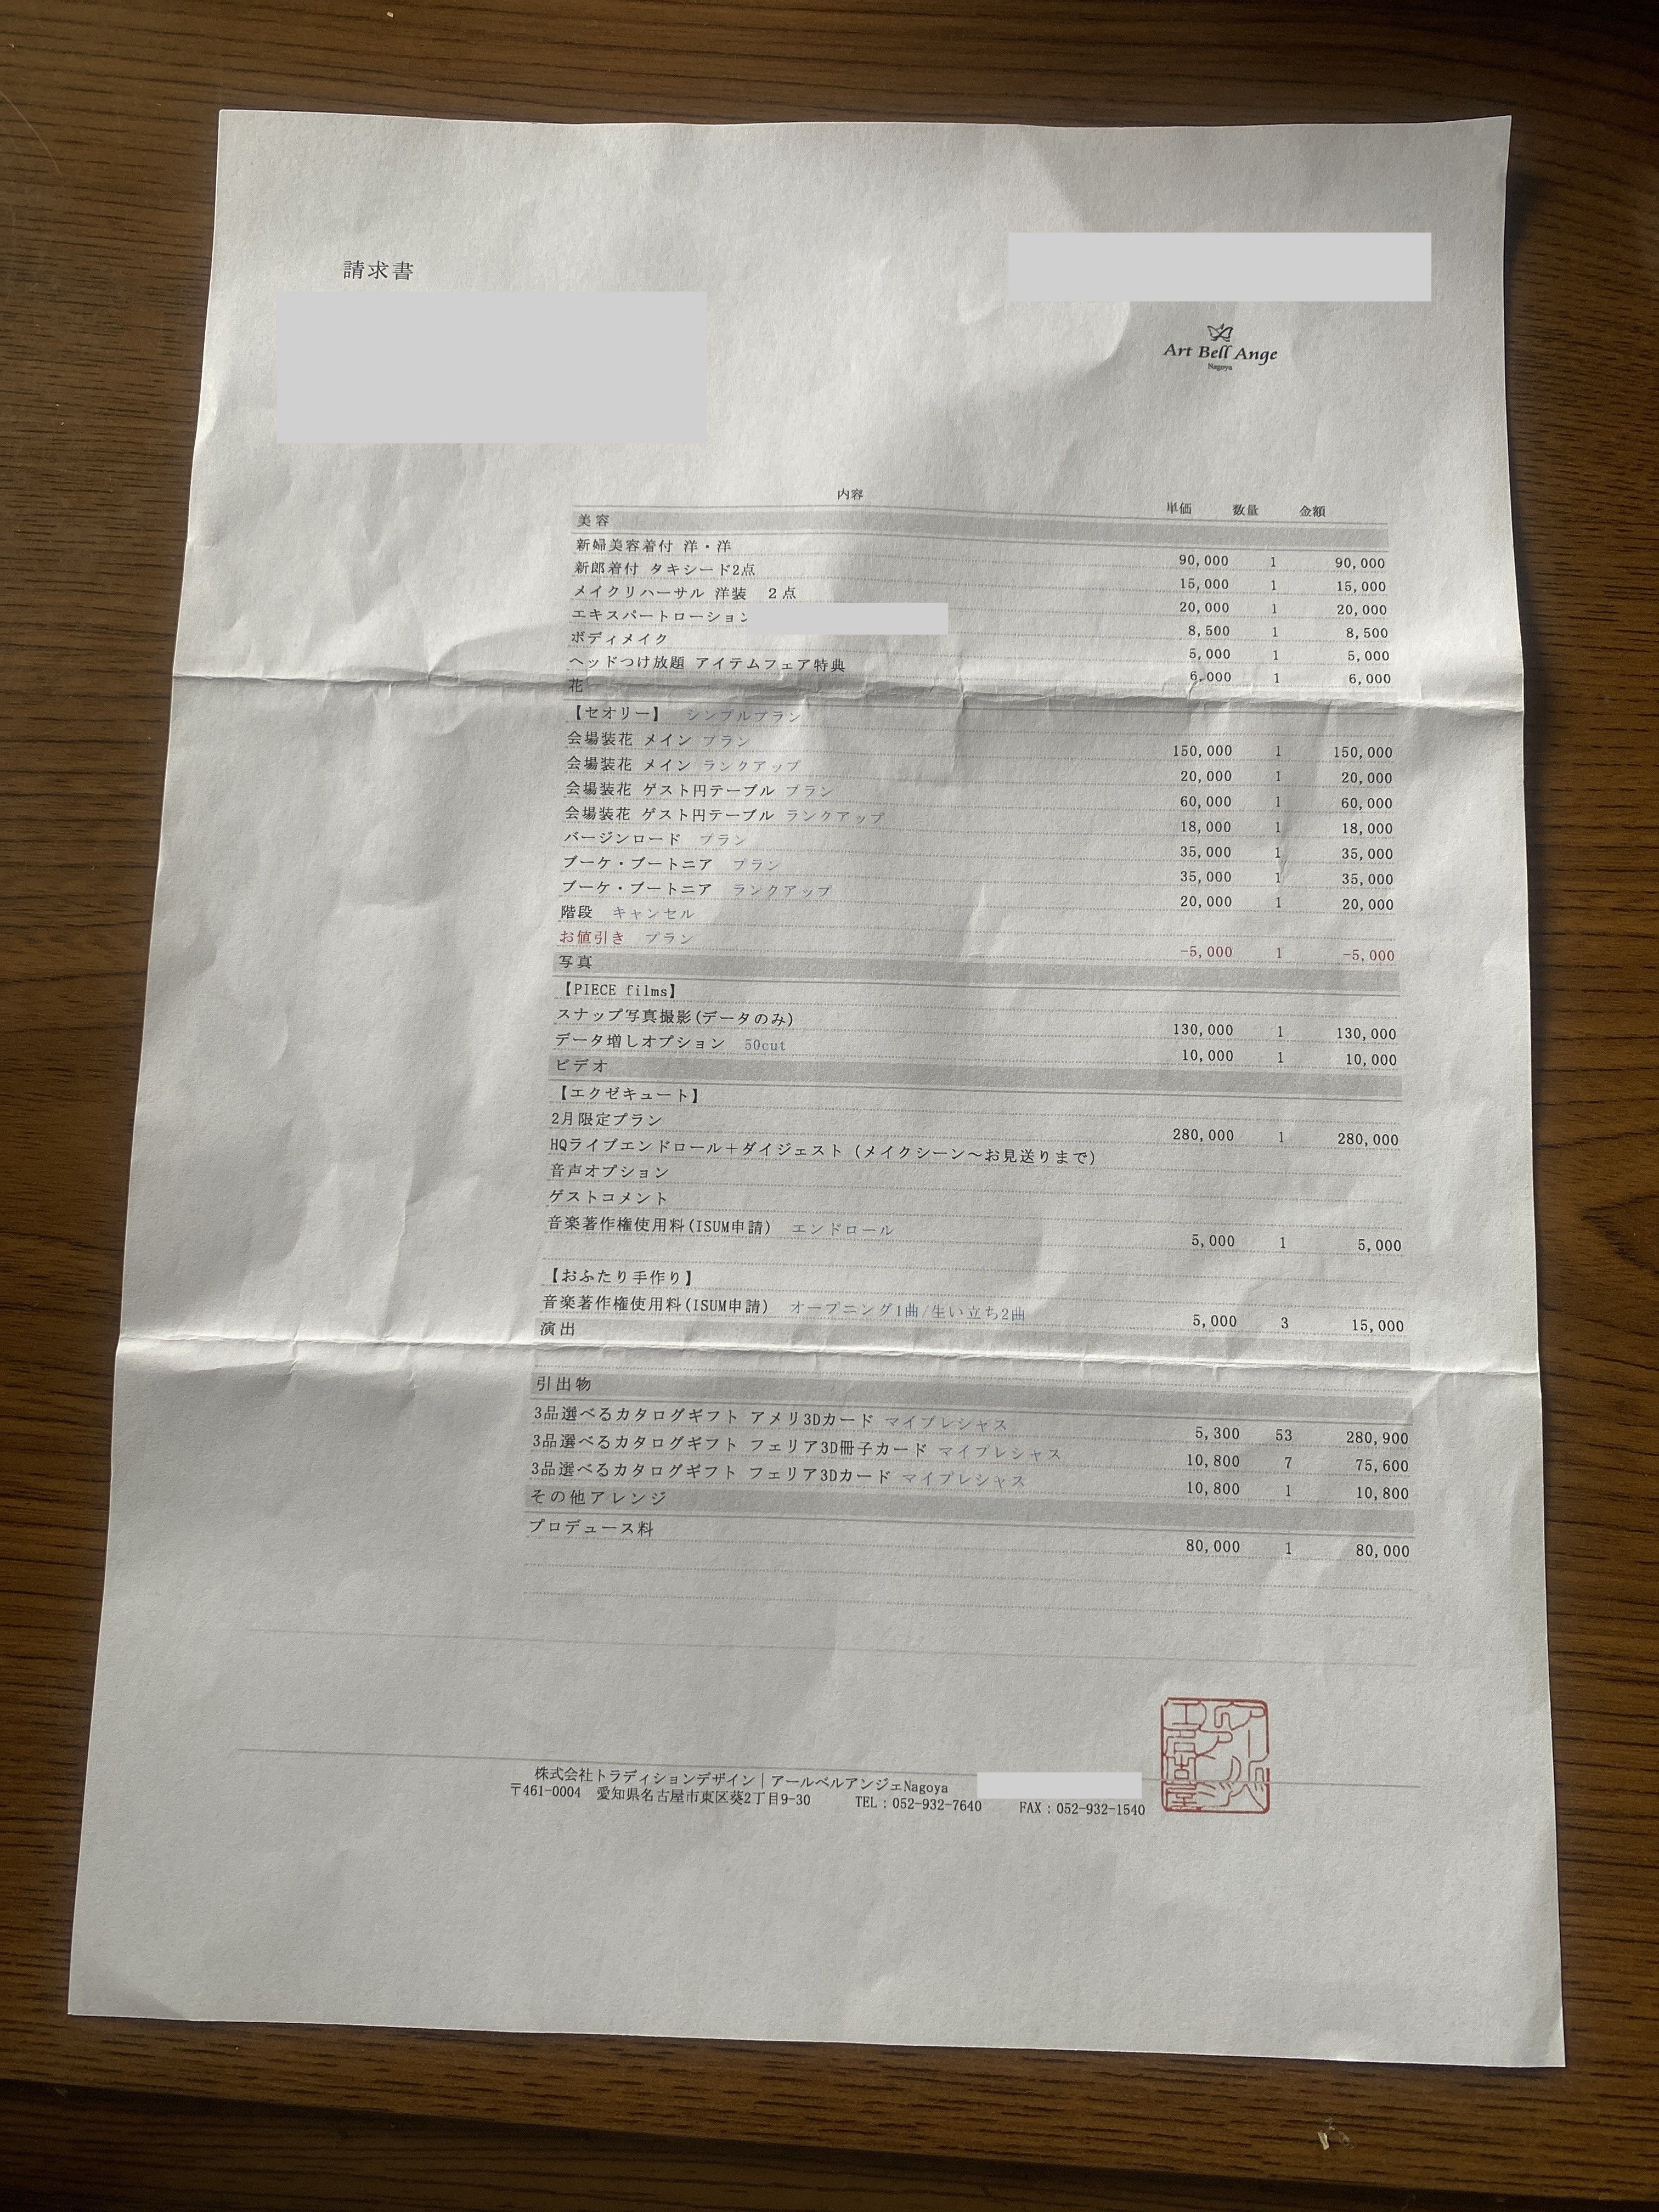 請求書
Art Bell Ange
Nagoya
内容 単価 数量 金額
美容
新婦美容着付 洋・洋 90,000 1 90,000
新郎着付 タキシード2点 15,000 1 15,000
メイクリハーサル 洋装 2点 20,000 1 20,000
エキスパートローション 8,500 1 8,500
ボディメイク 5,000 1 5,000
ヘッドつけ放題 アイテムフェア特典 6,000 1 6,000
花
【セオリー】 シンプルプラン
会場装花 メイン プラン 150,000 1 150,000
会場装花 メイン ランクアップ 20,000 1 20,000
会場装花 ゲスト円テーブル プラン 60,000 1 60,000
会場装花 ゲスト円テーブル ランクアップ 18,000 1 18,000
バージンロード プラン 35,000 1 35,000
ブーケ・ブートニア プラン 35,000 1 35,000
ブーケ・ブートニア ランクアップ 20,000 1 20,000
階段 キャンセル
お値引き プラン -5,000 1 -5,000
写真
【PIECE films】
スナップ写真撮影(データのみ) 130,000 1 130,000
データ増しオプション 50cut 10,000 1 10,000
ビデオ
【エクゼキュート】
2月限定プラン 280,000 1 280,000
HQライブエンドロール+ダイジェスト(メイクシーン～お見送りまで)
音声オプション
ゲストコメント
音楽著作権使用料(ISUM申請) エンドロール 5,000 1 5,000
【おふたり手作り】
音楽著作権使用料(ISUM申請) オープニング1曲/生い立ち2曲 5,000 3 15,000
演出
引出物
3品選べるカタログギフト アメリ3Dカード マイプレシャス 5,300 53 280,900
3品選べるカタログギフト フェリア3D冊子カード マイプレシャス 10,800 7 75,600
3品選べるカタログギフト フェリア3Dカード マイプレシャス 10,800 1 10,800
その他アレンジ
プロデュース料 80,000 1 80,000
株式会社トラディションデザイン｜アールベルアンジェNagoya
〒461-0004 愛知県名古屋市東区葵2丁目9-30 TEL：052-932-7640 FAX：052-932-1540